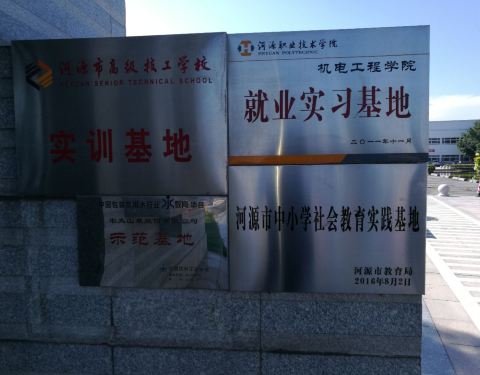 河源市高级技工学校
HEYUAN SENIOR TECHNICAL SCHOOL
实训基地
河源职业技术学院
HEYUAN POLYTECHNIC
机电工程学院
就业实习基地
二〇一一年十一月
示范基地
河源市中小学社会教育实践基地
河源市教育局
2016年8月2日